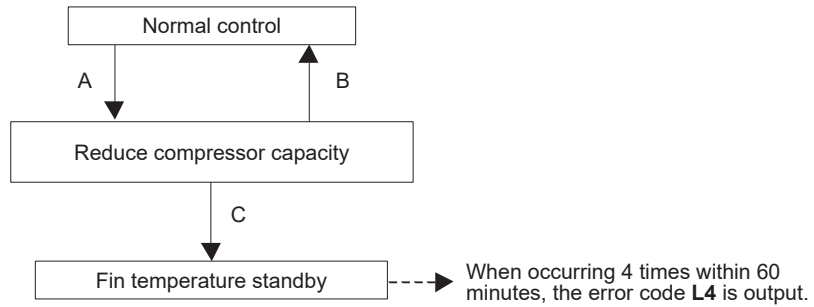 Normal control
A
B
Reduce compressor capacity
C
Fin temperature standby
When occurring 4 times within 60
minutes, the error code L4 is output.